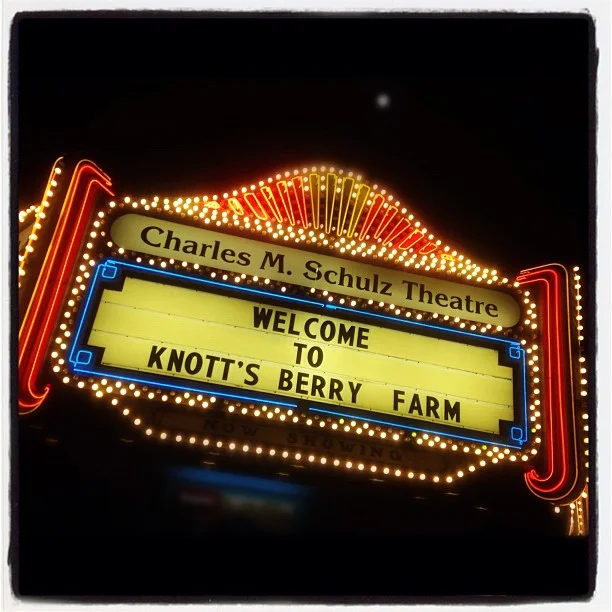 Charles M. Schulz Theatre
WELCOME
TO
KNOTT'S BERRY FARM
NOW SHOWING